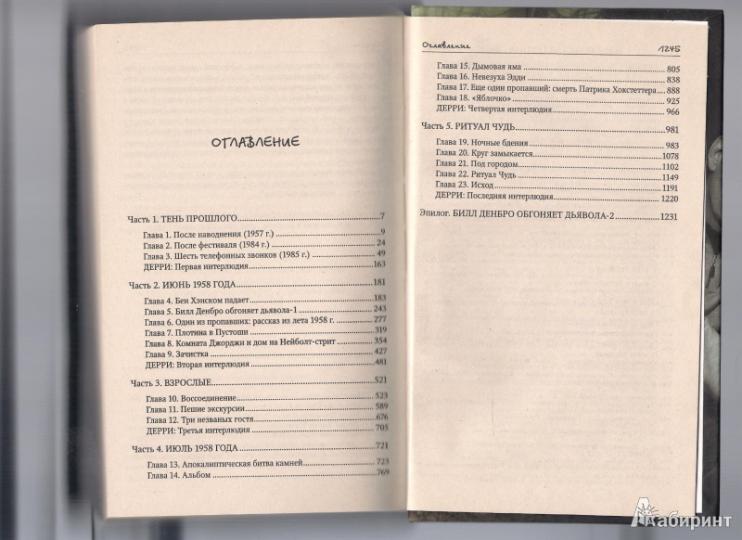 ОГЛАВЛЕНИЕ
Часть 1. ТЕНЬ ПРОШЛОГО 7
Глава 1. После наводнения (1957 г.) 9
Глава 2. После фестиваля (1984 г.) 24
Глава 3. Шесть телефонных звонков (1985 г.) 49
ДЕРРИ: Первая интерлюдия 163
Часть 2. ИЮНЬ 1958 ГОДА 181
Глава 4. Бен Хэнском падает 183
Глава 5. Билл Денбро обгоняет дьявола-1 243
Глава 6. Один из пропавших: рассказ из лета 1958 г. 277
Глава 7. Плотина в Пустоши 319
Глава 8. Комната Джорджи и дом на Нейболт-стрит 354
Глава 9. Зачистка 427
ДЕРРИ: Вторая интерлюдия 481
Часть 3. ВЗРОСЛЫЕ 521
Глава 10. Воссоединение 523
Глава 11. Пешие экскурсии 589
Глава 12. Три незваных гостя 676
ДЕРРИ: Третья интерлюдия 705
Часть 4. ИЮЛЬ 1958 ГОДА 721
Глава 13. Апокалиптическая битва камней 723
Глава 14. Альбом 769
Оглавление 1245
Глава 15. Дымовая яма 805
Глава 16. Невезуха Эдди 838
Глава 17. Еще один пропавший: смерть Патрика Хокстеттера 888
Глава 18. «Яблочко» 925
ДЕРРИ: Четвертая интерлюдия 966
Часть 5. РИТУАЛ ЧУДЬ 981
Глава 19. Ночные бдения 983
Глава 20. Круг замыкается 1078
Глава 21. Под городом 1102
Глава 22. Ритуал Чудь 1149
Глава 23. Исход 1191
ДЕРРИ: Последняя интерлюдия 1220
Эпилог. БИЛЛ ДЕНБРО ОБГОНЯЕТ ДЬЯВОЛА-2 1231
Лабиринт